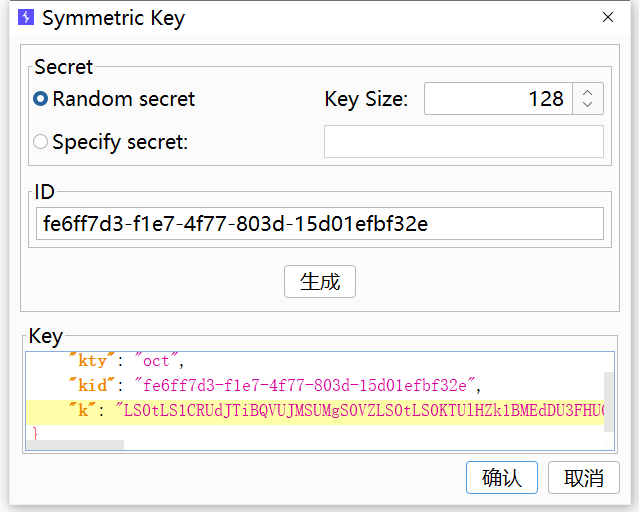 Symmetric Key
Secret
Random secret Key Size: 128
Specify secret:
ID
fe6ff7d3-f1e7-4f77-803d-15d01efbf32e
生成
Key
"kty": "oct",
"kid": "fe6ff7d3-f1e7-4f77-803d-15d01efbf32e",
"k": "LS0tLS1CRUdJTiBQVUJMSUMgS0VZLS0tLS0KTUlHZk1BMEdDU3FHU
}
确认 取消